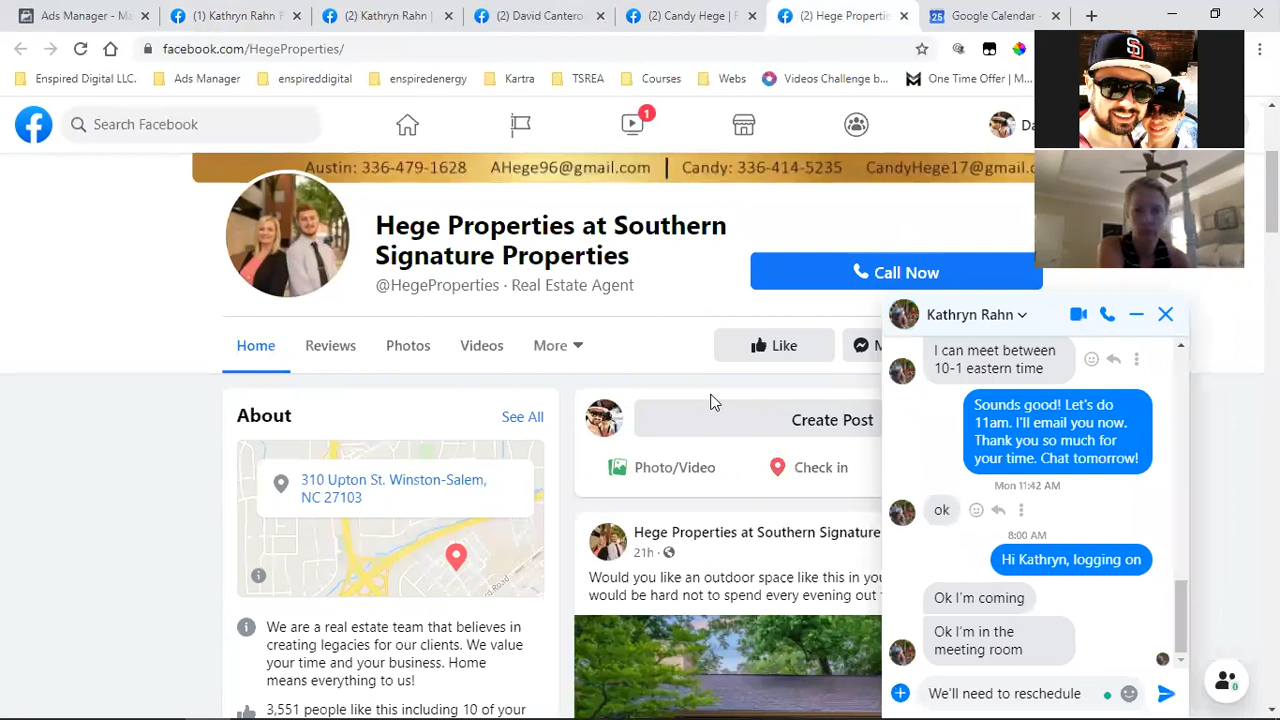 Ads Manager - Ma
(1) Kathryn Rahn
(2) Kathryn Rahn |
(2) David Cantero
(2) Candy Hege | F
(2) Hege Propertie
25 Google Calendar -
facebook.com/HegeProperties/
Enspired Digital LLC.
Ads Manager
enspireddigital
enspiredacademy
Kartra
TSREA
Courses
Webs
Videos Challenge b...
One Time Offer | M...
Search Facebook
1
Da
Austin: 336-479-1628 AHege96@gmail.com | Candy: 336-414-5235 CandyHege17@gmail.c
Hege Properties at Southern
Signature Properties
@HegeProperties · Real Estate Agent
Call Now
Home
Reviews
Photos
Videos
More
Like
M
About
See All
310 Upton St. Winston-Salem,
NC 27103
We are a real estate team that believes in
creating legacies for our clients. We value
your time and your business. Home
means everything to us!
3,551 people like this including 10 of your
Create Post
Photo/Video
Check in
Hege Properties at Southern Signature
21h ·
Would you like an outdoor space like this in you
would be hard not to spend every evening out
Kathryn Rahn
I can meet between
10-1 eastern time
Sounds good! Let's do
11am. I'll email you now.
Thank you so much for
your time. Chat tomorrow!
Mon 11:42 AM
ok
8:00 AM
Hi Kathryn, logging on
Ok I'm coming
Ok I'm in the
meeting room
We'll need to reschedule
0